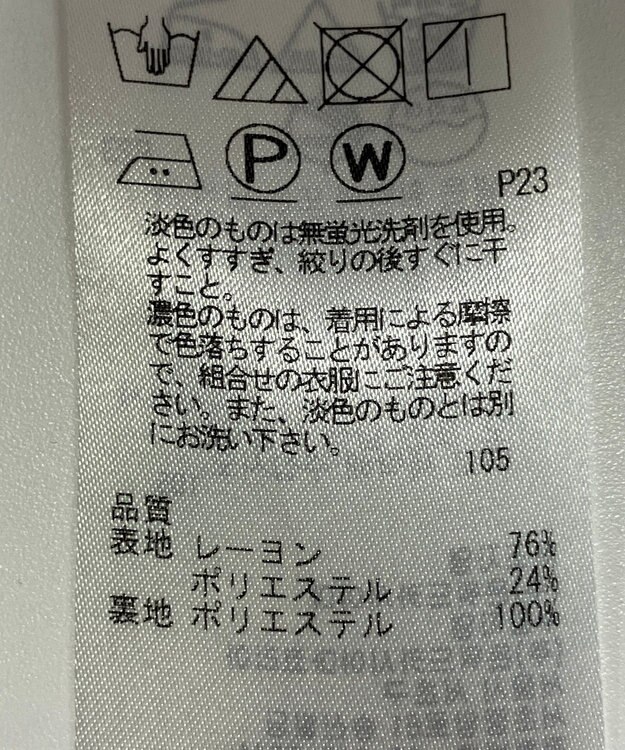 P
W
P23
淡色のものは無蛍光洗剤を使用。
よくすすぎ、絞りの後すぐに干
すこと。
濃色のものは、着用による摩擦
で色落ちすることがありますの
で、組合せの衣服にご注意くだ
さい。また、淡色のものとは別
にお洗い下さい。
105
品質
表地 レーヨン 76%
ポリエステル 24%
裏地 ポリエステル 100%